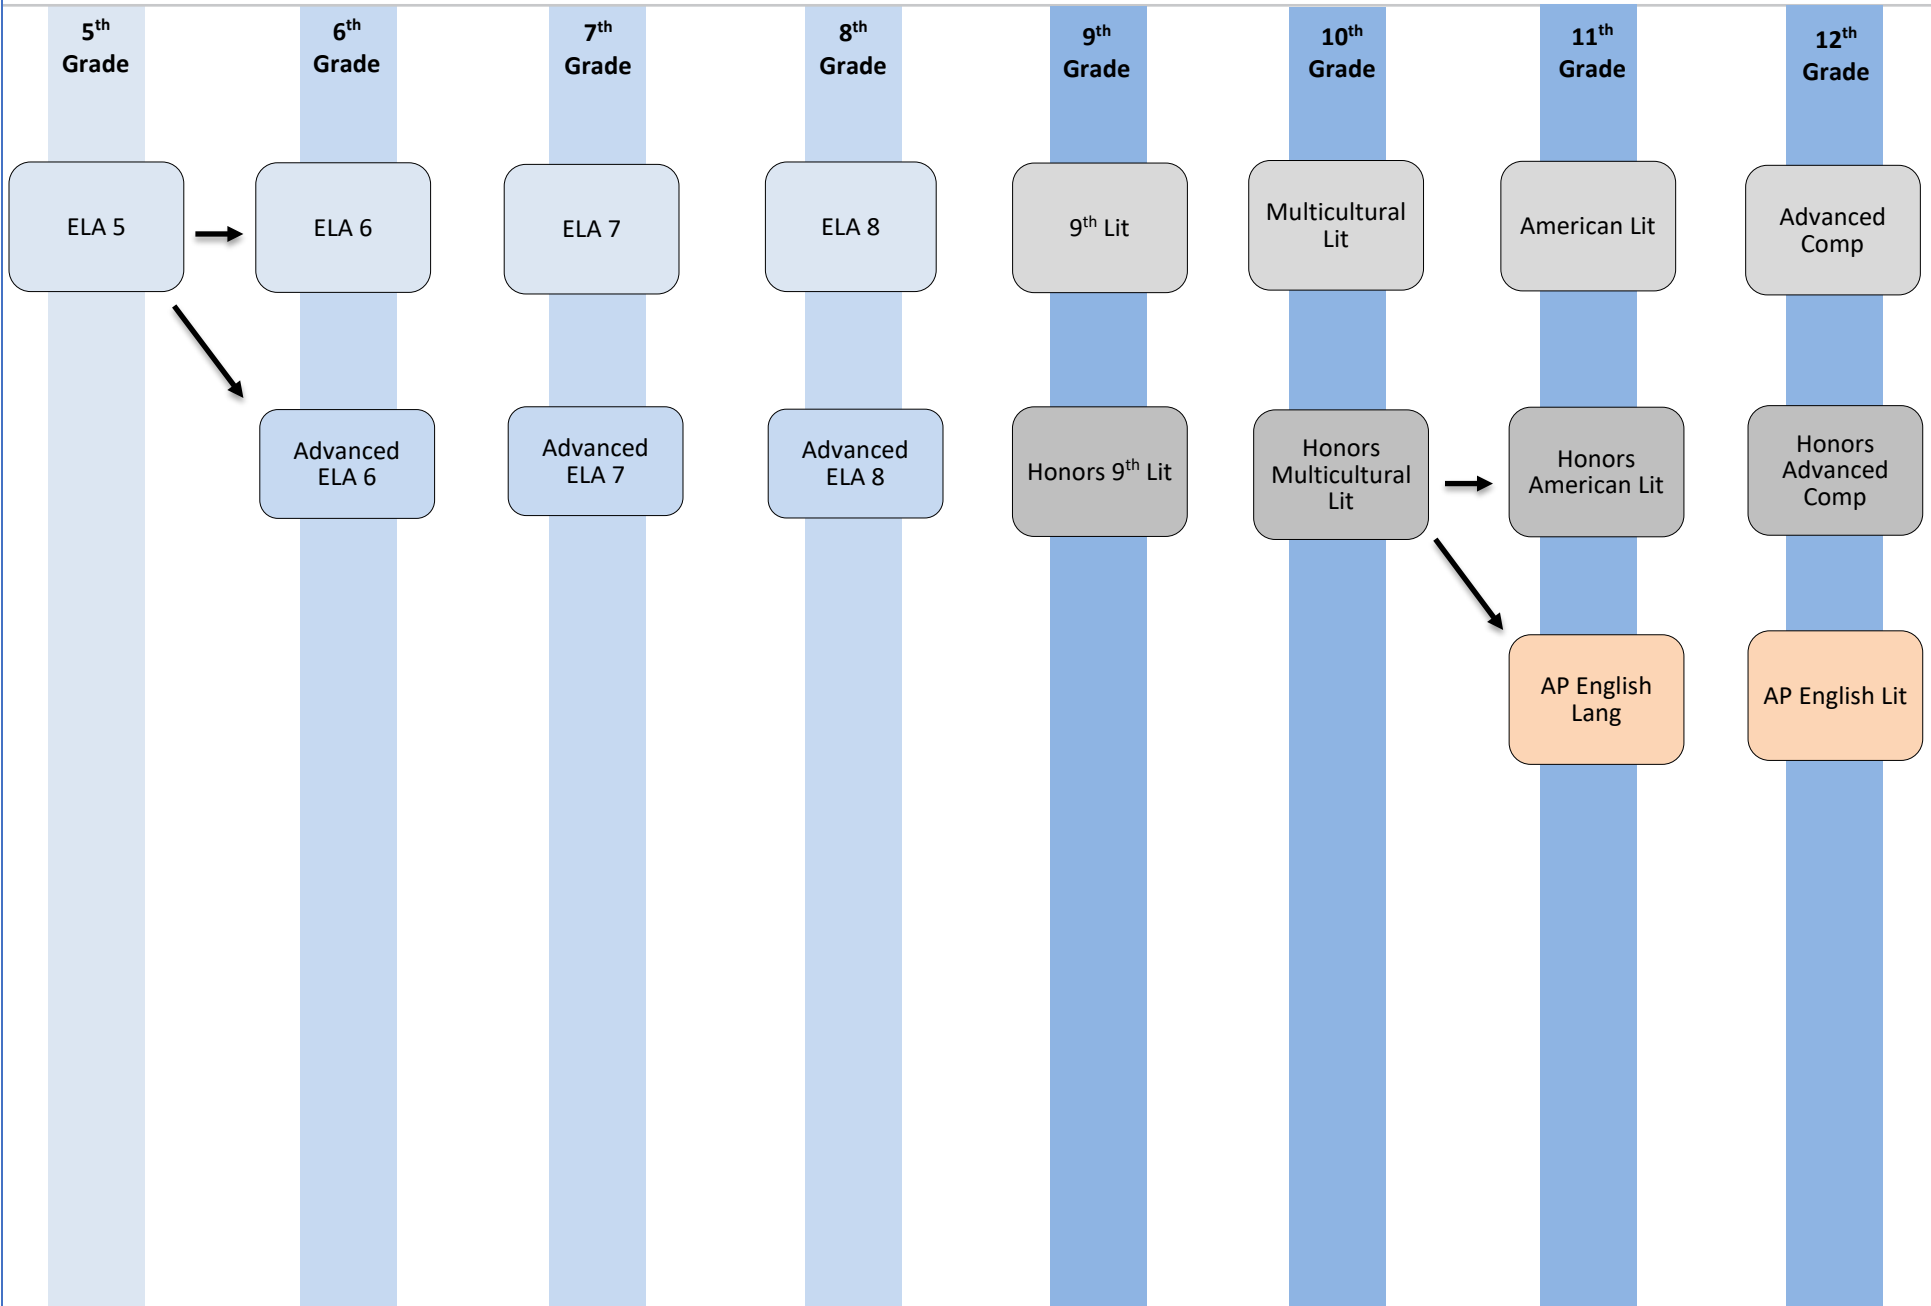 5th
Grade
6th
Grade
7th
Grade
8th
Grade
9th
Grade
10th
Grade
11th
Grade
12th
Grade
ELA 5
ELA 6
ELA 7
ELA 8
9th Lit
Multicultural
Lit
American Lit
Advanced
Comp
Advanced
ELA 6
Advanced
ELA 7
Advanced
ELA 8
Honors 9th Lit
Honors
Multicultural
Lit
Honors
American Lit
Honors
Advanced
Comp
AP English
Lang
AP English Lit